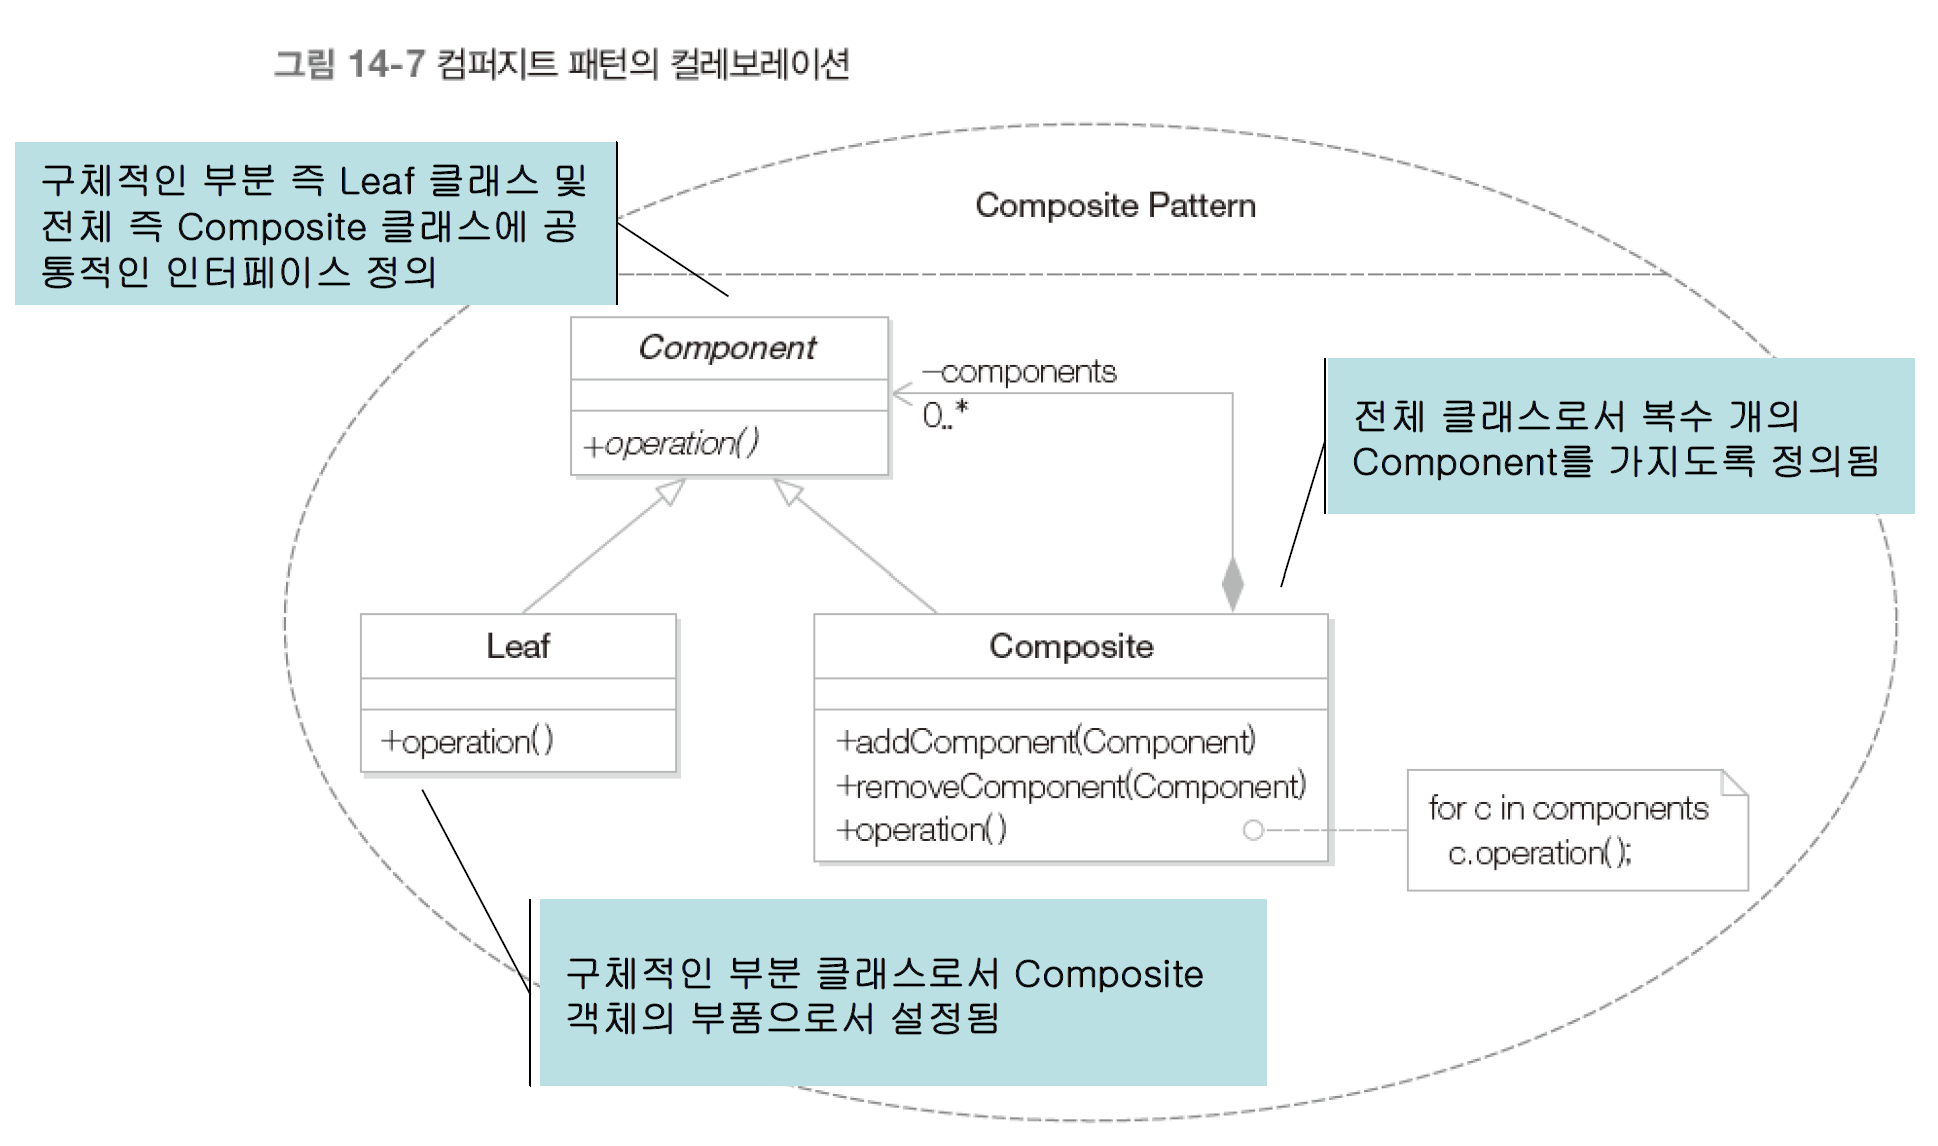 그림 14-7 컴퍼지트 패턴의 컬레보레이션
구체적인 부분 즉 Leaf 클래스 및
전체 즉 Composite 클래스에 공
통적인 인터페이스 정의
Composite Pattern
Component
+operation()
-components
0..*
전체 클래스로서 복수 개의
Component를 가지도록 정의됨
Leaf
+operation()
Composite
+addComponent(Component)
+removeComponent(Component)
+operation()
for c in components
c.operation();
구체적인 부분 클래스로서 Composite
객체의 부품으로서 설정됨